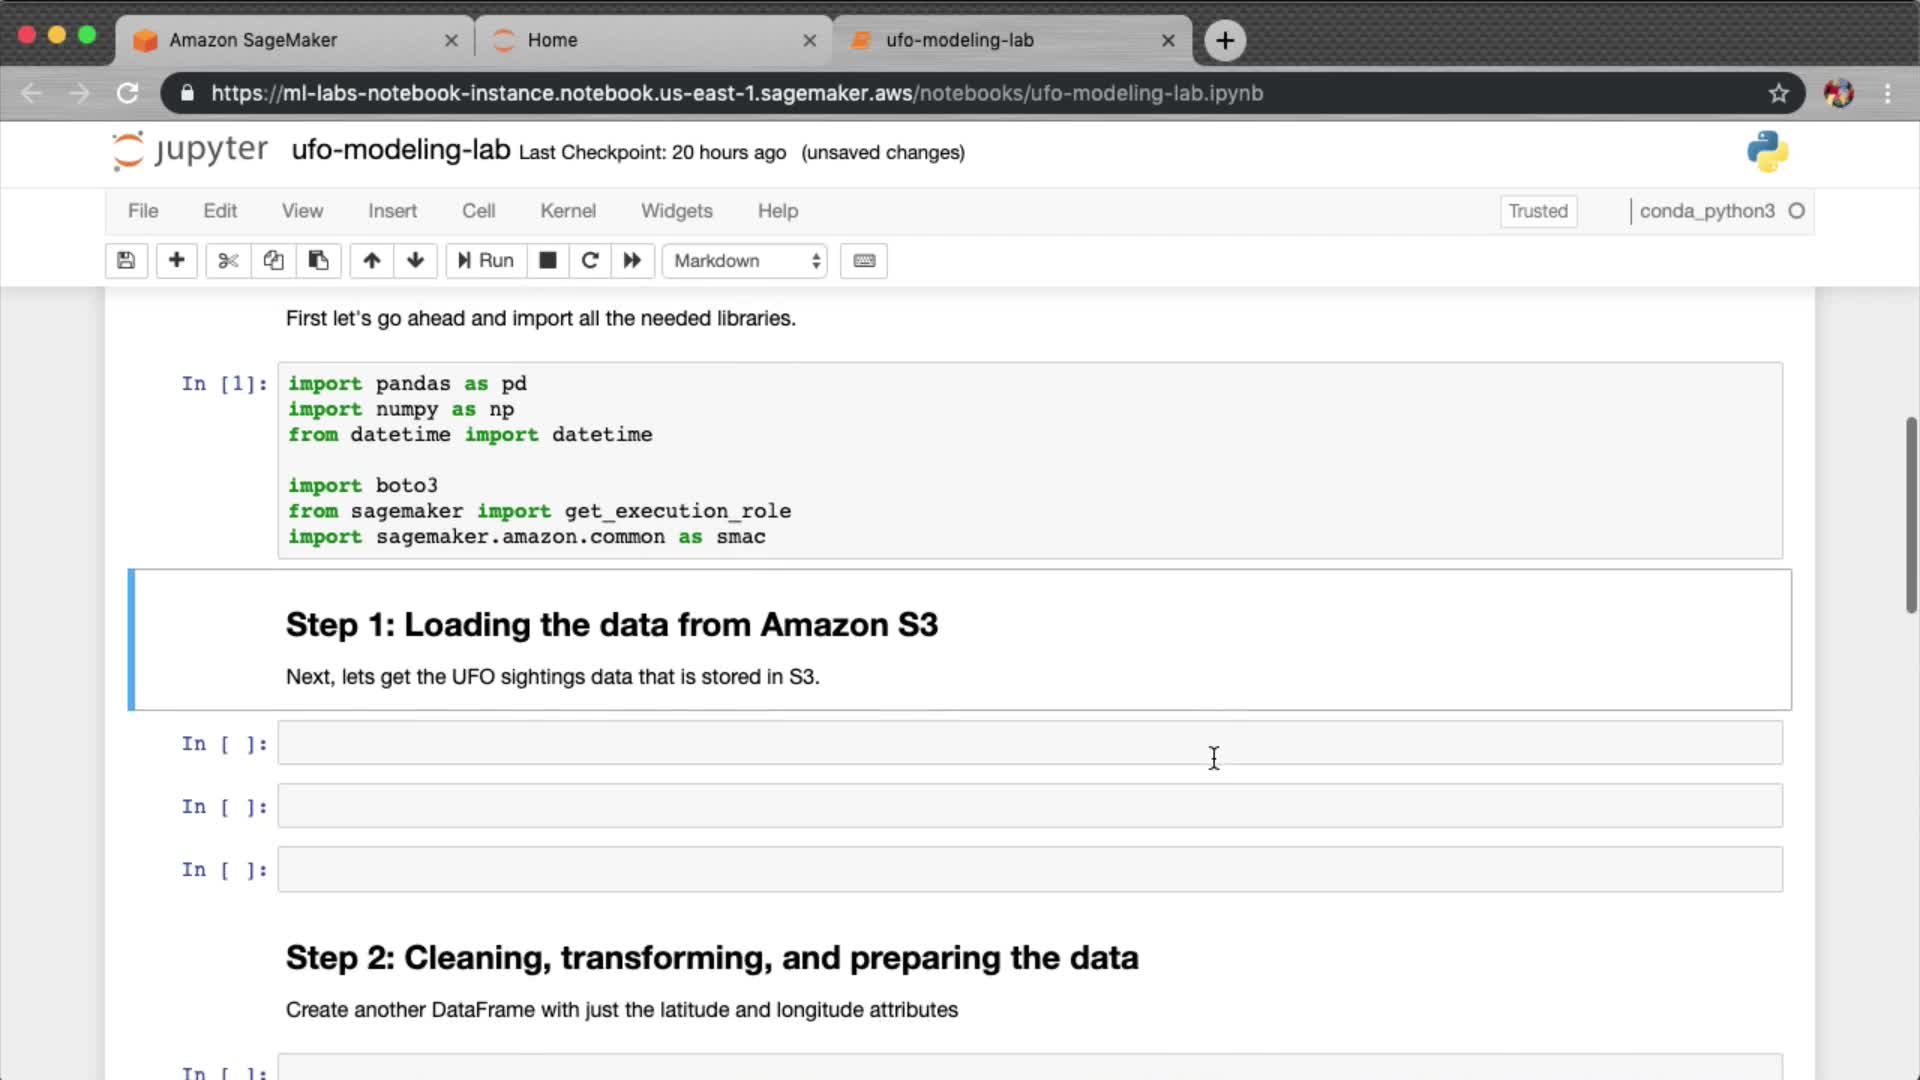 Amazon SageMaker
Home
ufo-modeling-lab
https://ml-labs-notebook-instance.notebook.us-east-1.sagemaker.aws/notebooks/ufo-modeling-lab.ipynb
jupyter ufo-modeling-lab Last Checkpoint: 20 hours ago (unsaved changes)
File Edit View Insert Cell Kernel Widgets Help Trusted conda_python3
Run Markdown
First let's go ahead and import all the needed libraries.
In [1]: import pandas as pd
import numpy as np
from datetime import datetime
import boto3
from sagemaker import get_execution_role
import sagemaker.amazon.common as smac
Step 1: Loading the data from Amazon S3
Next, lets get the UFO sightings data that is stored in S3.
In [ ]:
In [ ]:
In [ ]:
Step 2: Cleaning, transforming, and preparing the data
Create another DataFrame with just the latitude and longitude attributes
In [ ]: